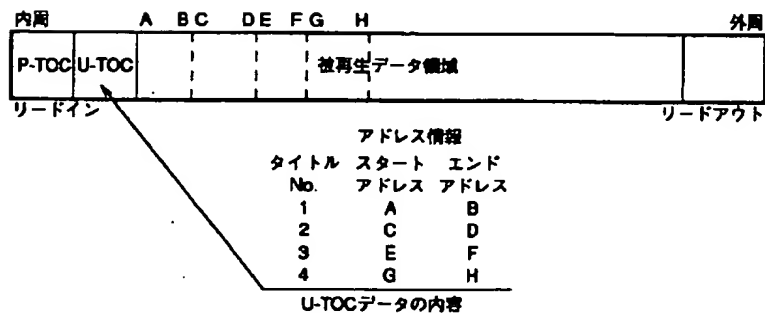 内周 A B C D E F G H 外周
P-TOC U-TOC 被再生データ領域
リードイン リードアウト
アドレス情報
タイトル スタート エンド
No. アドレス アドレス
1 A B
2 C D
3 E F
4 G H
U-TOCデータの内容